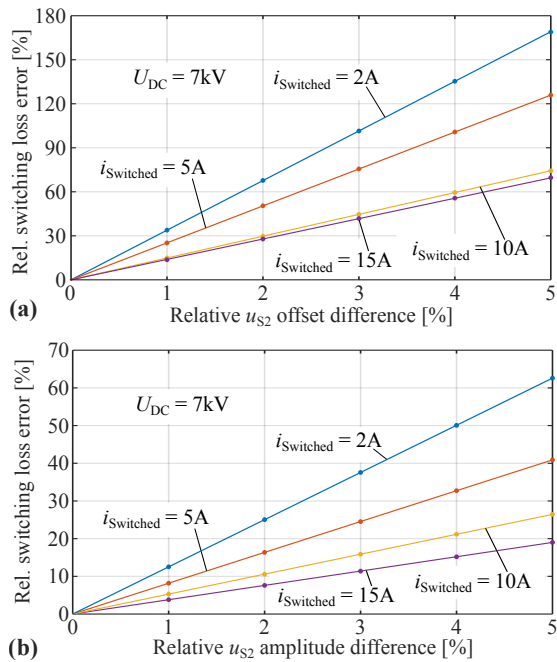 180
150
120
90
60
30
0
Rel. switching loss error [%]
U_DC = 7kV
i_Switched = 2A
i_Switched = 5A
i_Switched = 15A
i_Switched = 10A
0 1 2 3 4 5
(a)
Relative u_S2 offset difference [%]
70
60
50
40
30
20
10
0
Rel. switching loss error [%]
U_DC = 7kV
i_Switched = 2A
i_Switched = 5A
i_Switched = 15A
i_Switched = 10A
0 1 2 3 4 5
(b)
Relative u_S2 amplitude difference [%]